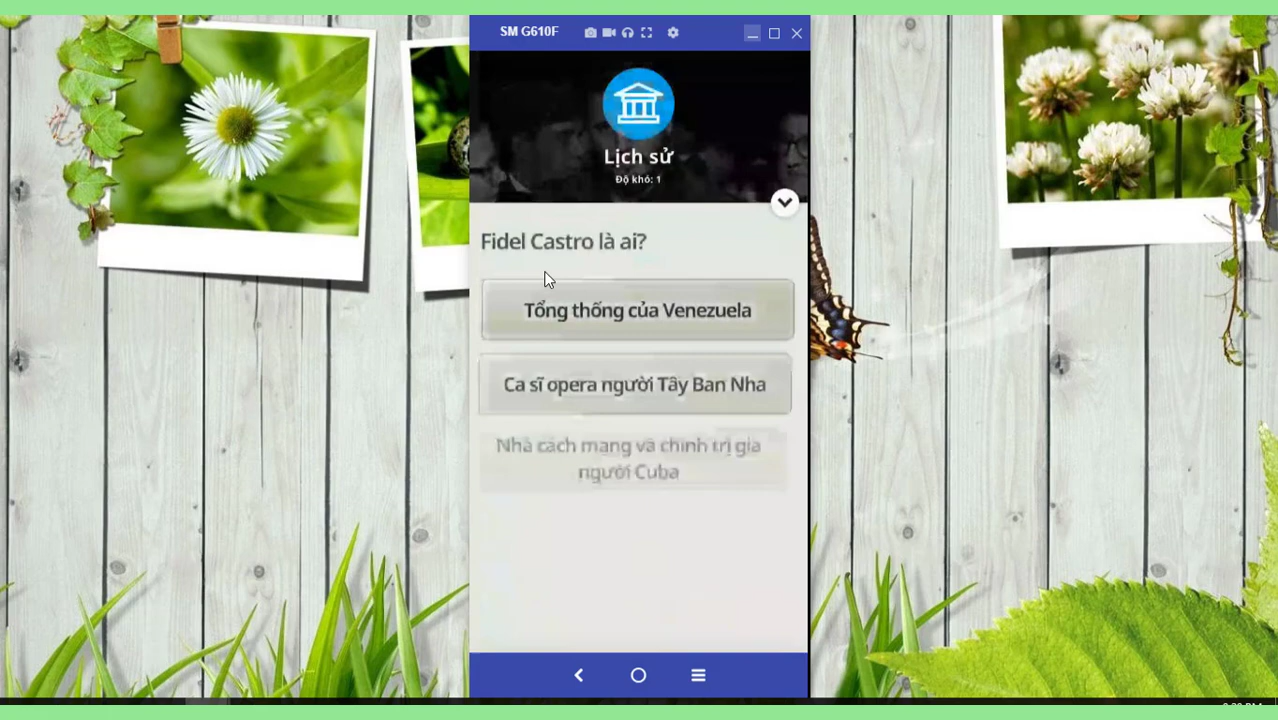 SM G610F
Lịch sử
Độ khó: 1
Fidel Castro là ai?
Tổng thống của Venezuela
Ca sĩ opera người Tây Ban Nha
Nhà cách mạng và chính trị gia
người Cuba